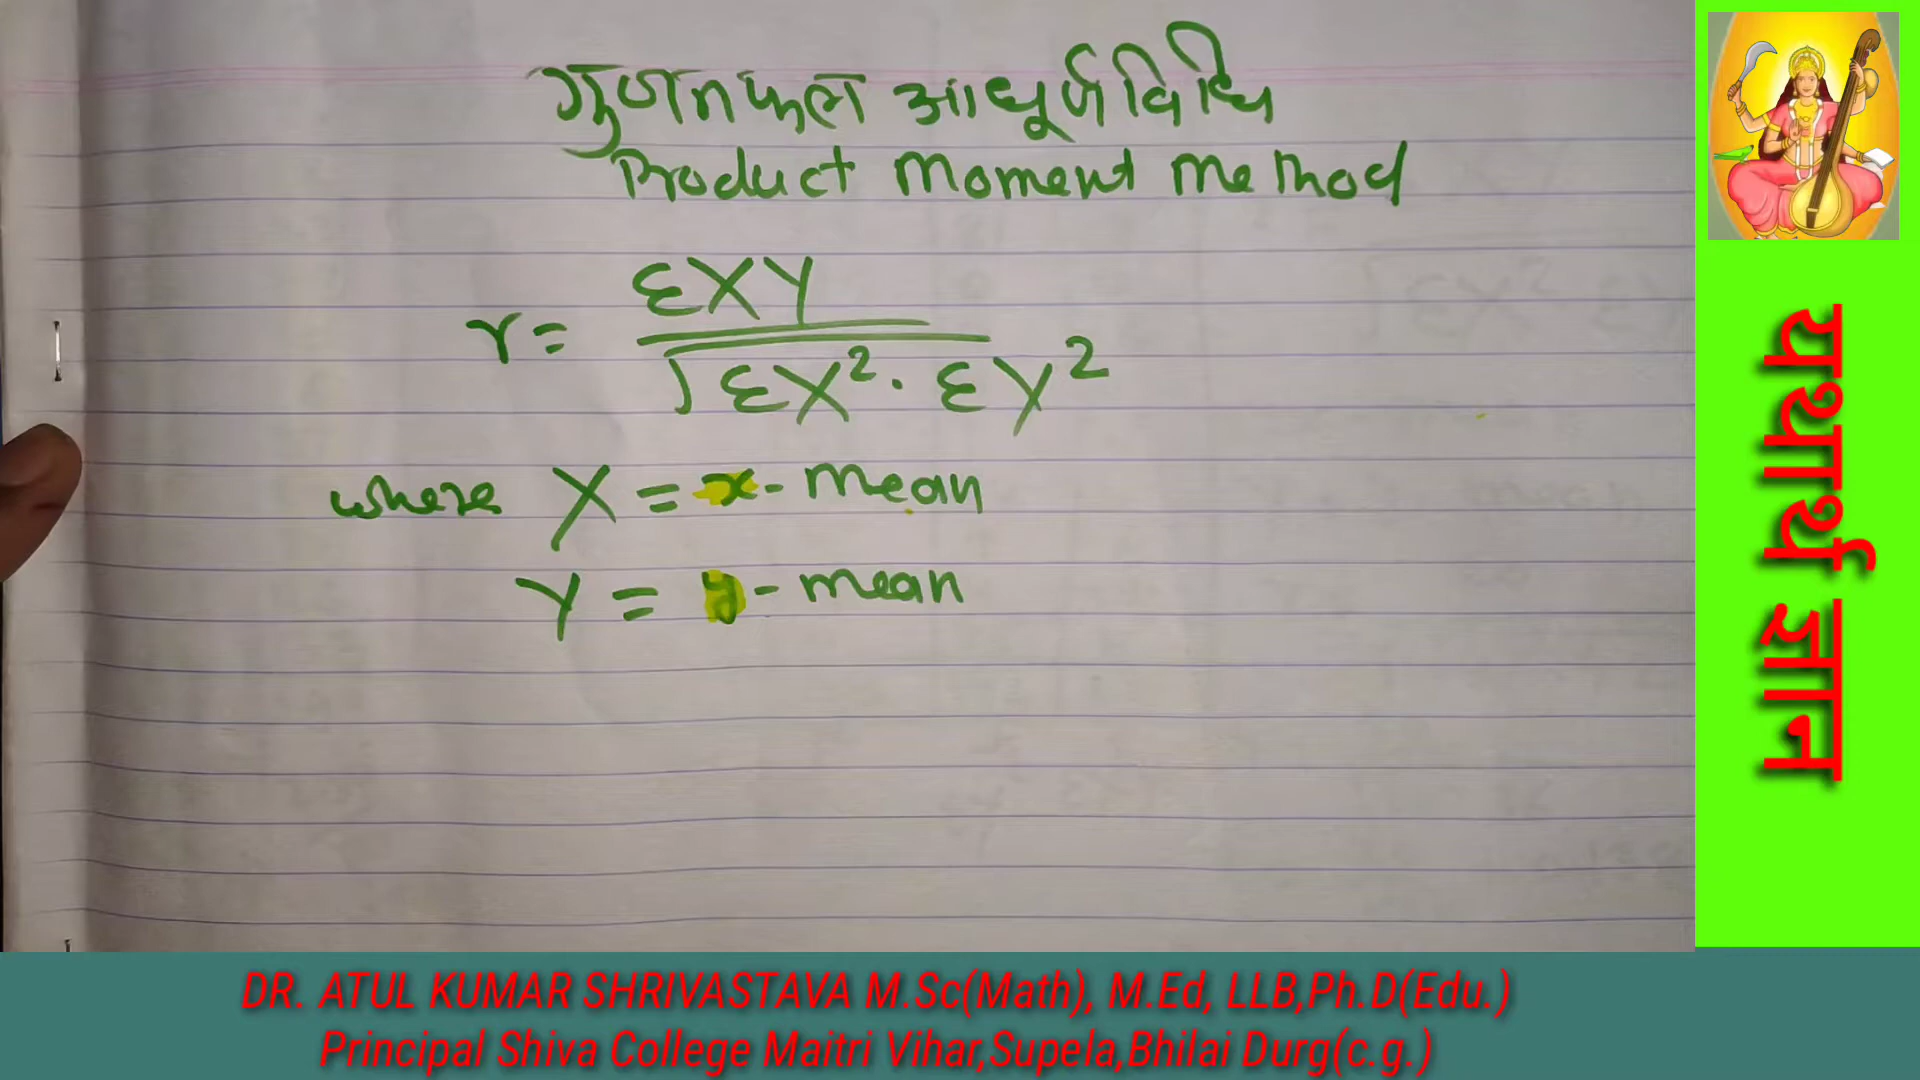 गुणनफल आघूर्ण विधि
Product Moment Method
r = ΣXY / √ΣX². ΣY²
where X = x - mean
Y = y - mean
यथार्थ ज्ञान
DR. ATUL KUMAR SHRIVASTAVA M.Sc(Math), M.Ed, LLB,Ph.D(Edu.)
Principal Shiva College Maitri Vihar,Supela,Bhilai Durg(c.g.)